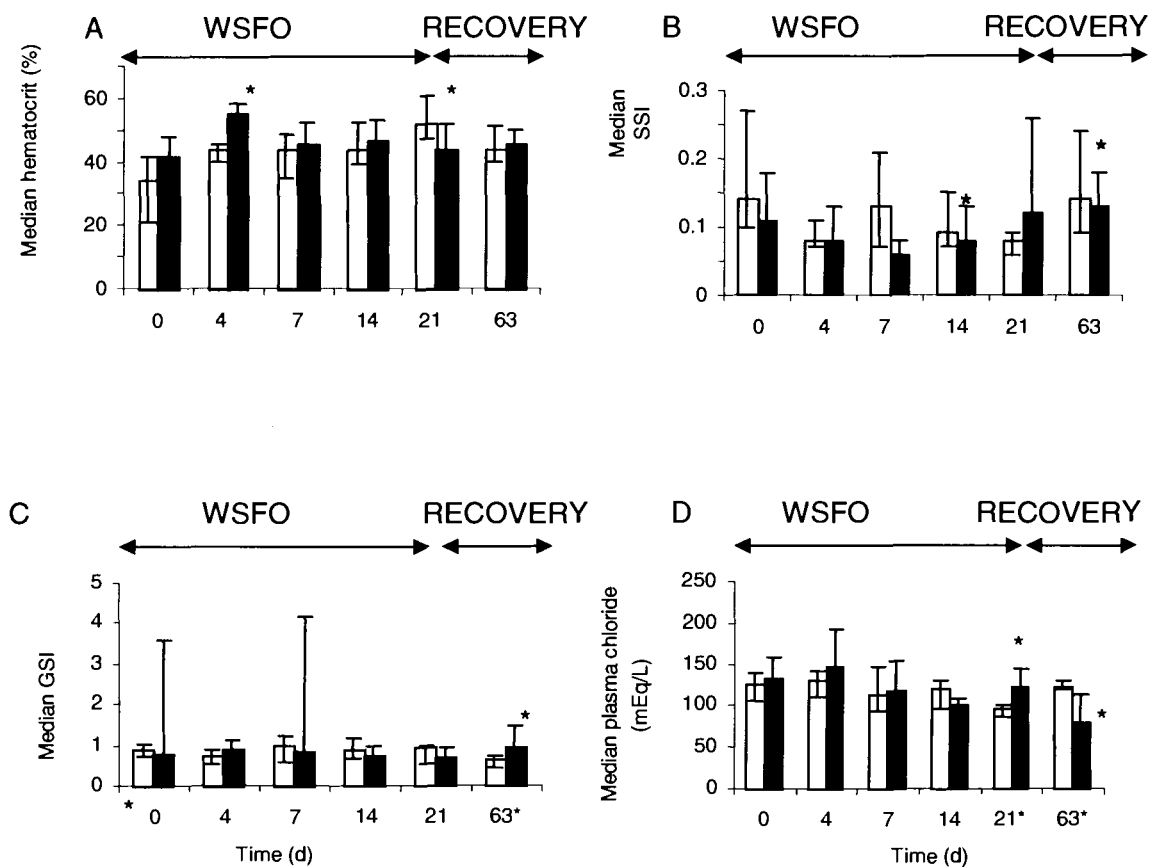 A WSFO RECOVERY
Median hematocrit (%)
60
40
20
0
*
*
0 4 7 14 21 63
B WSFO RECOVERY
Median
SSI
0.3
0.2
0.1
0
*
*
0 4 7 14 21 63
C WSFO RECOVERY
Median GSI
5
4
3
2
1
0
*
* 0 4 7 14 21 63*
Time (d)
D WSFO RECOVERY
Median plasma chloride
(mEq/L)
250
200
150
100
50
0
*
*
0 4 7 14 21* 63*
Time (d)